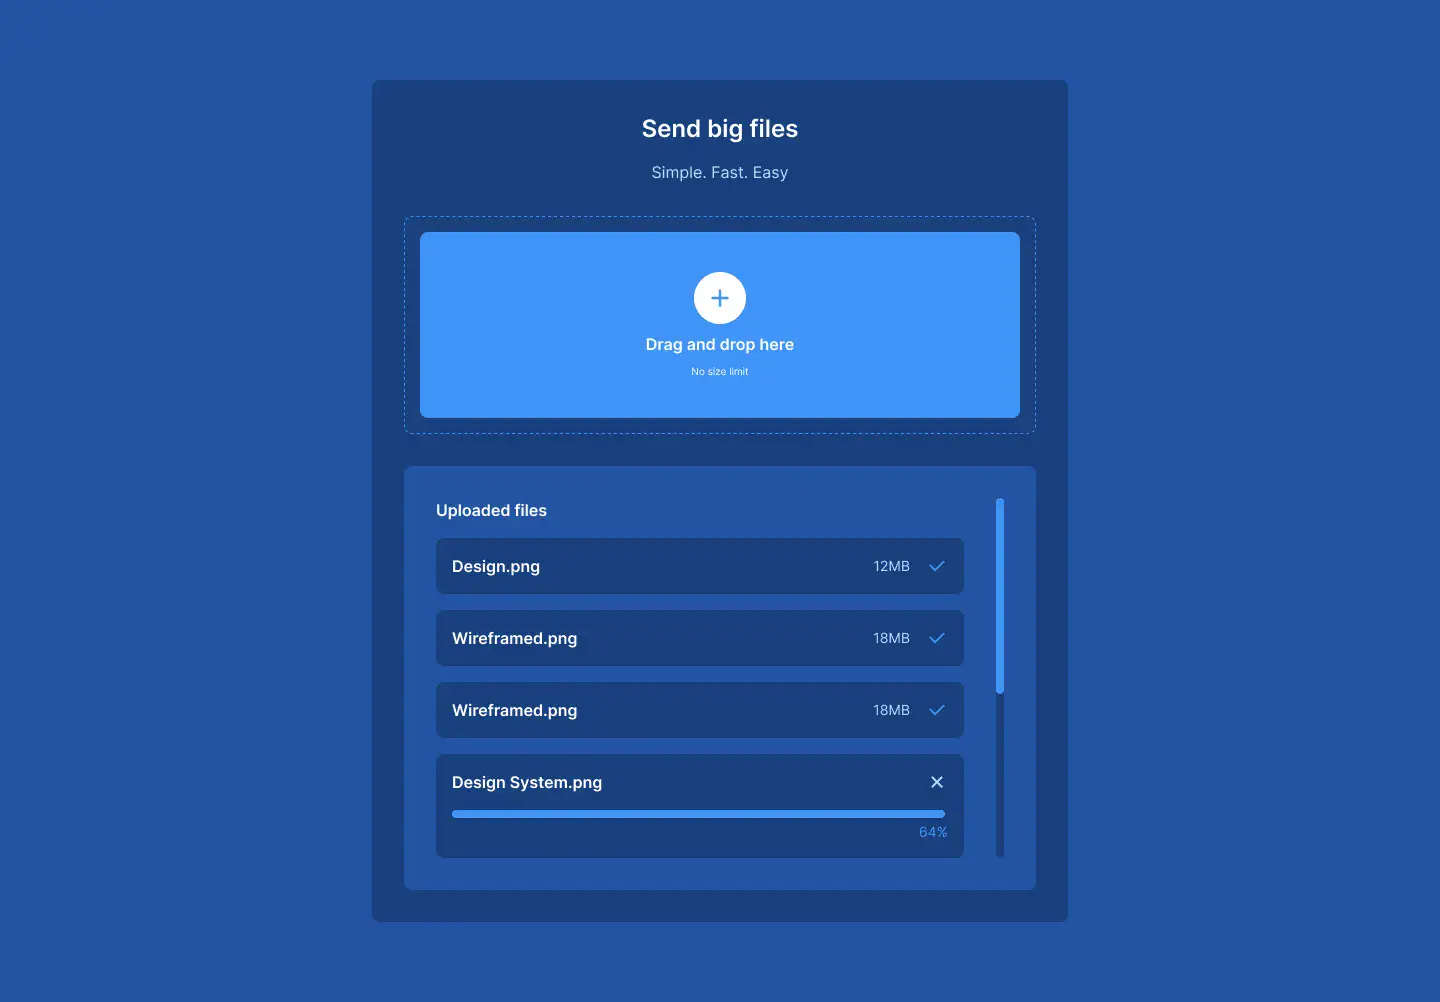 Send big files
Simple. Fast. Easy
Drag and drop here
No size limit
Uploaded files
Design.png 12MB
Wireframed.png 18MB
Wireframed.png 18MB
Design System.png
64%